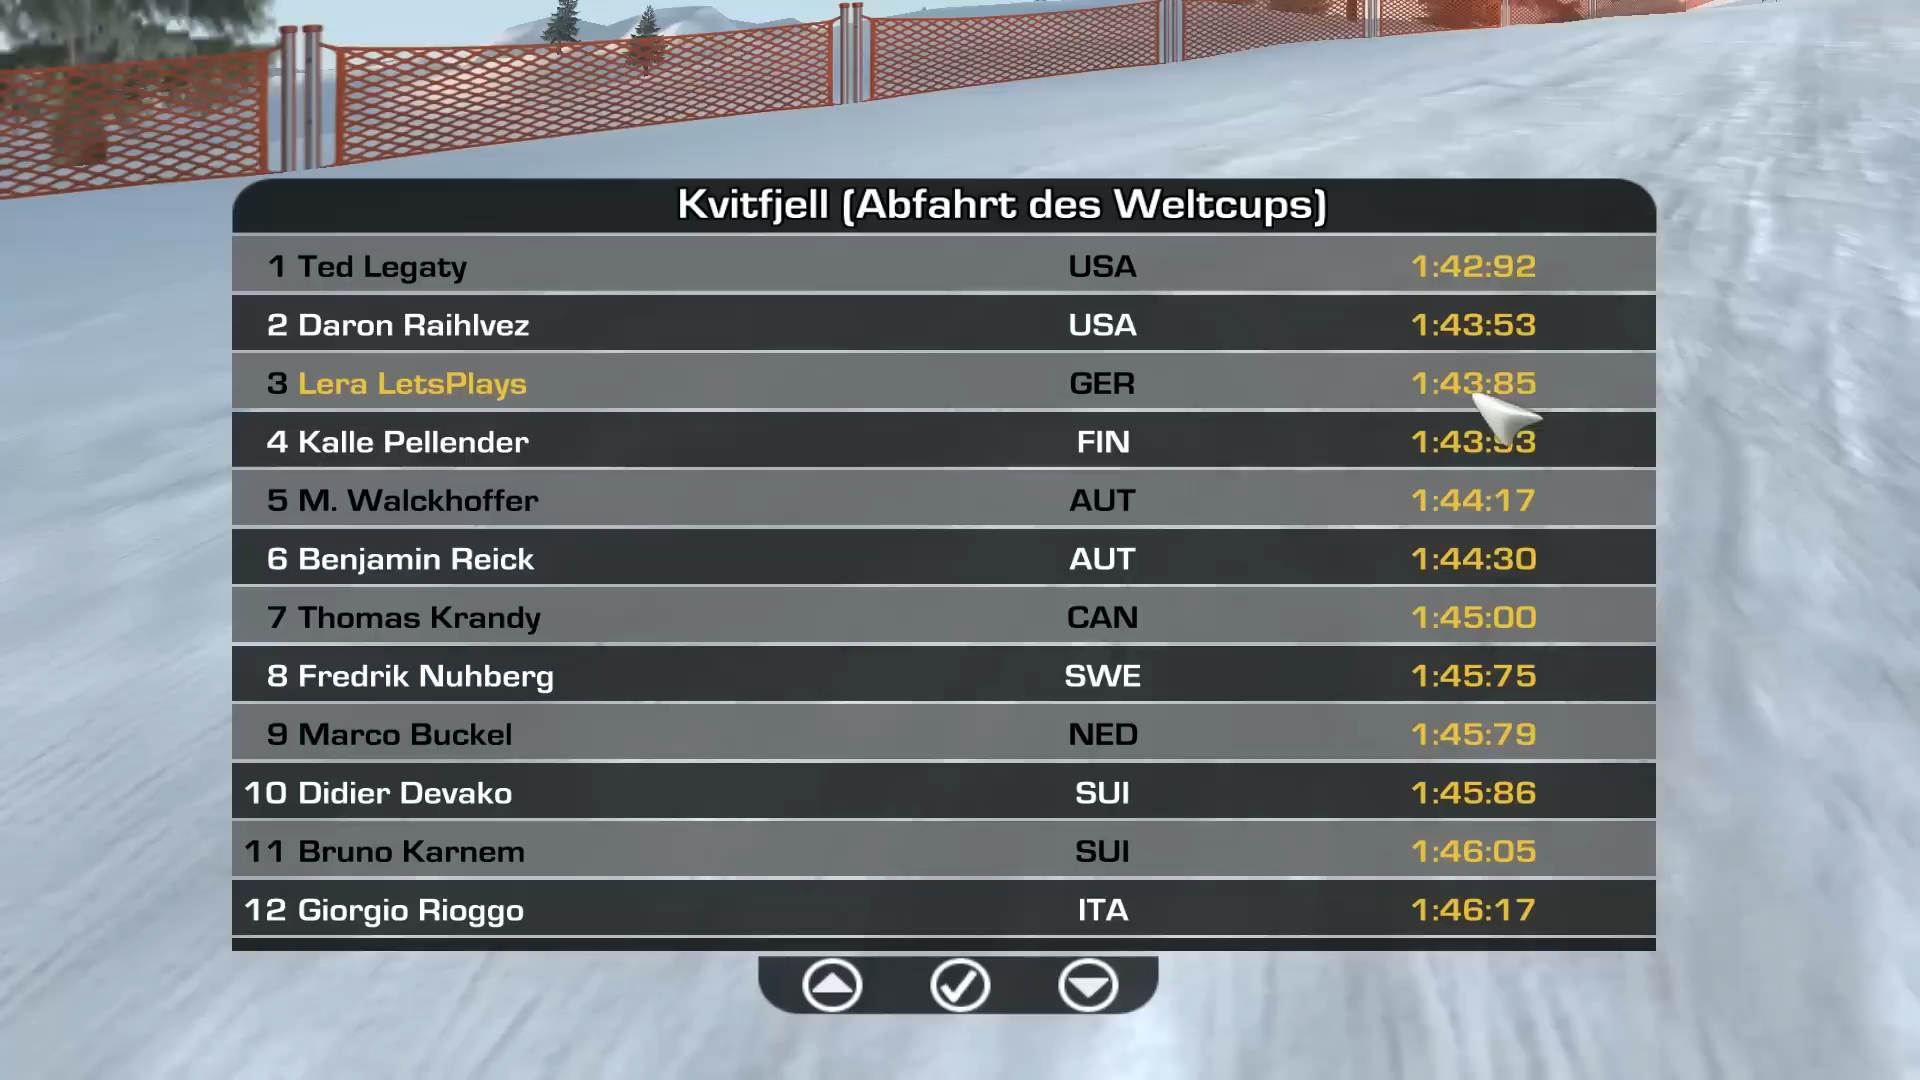 Kvitfjell (Abfahrt des Weltcups)
1 Ted Legaty USA 1:42:92
2 Daron Raihlvez USA 1:43:53
3 Lera LetsPlays GER 1:43:85
4 Kalle Pellender FIN
5 M. Walckhoffer AUT 1:44:17
6 Benjamin Reick AUT 1:44:30
7 Thomas Krandy CAN 1:45:00
8 Fredrik Nuhberg SWE 1:45:75
9 Marco Buckel NED 1:45:79
10 Didier Devako SUI 1:45:86
11 Bruno Karnem SUI 1:46:05
12 Giorgio Rioggo ITA 1:46:17